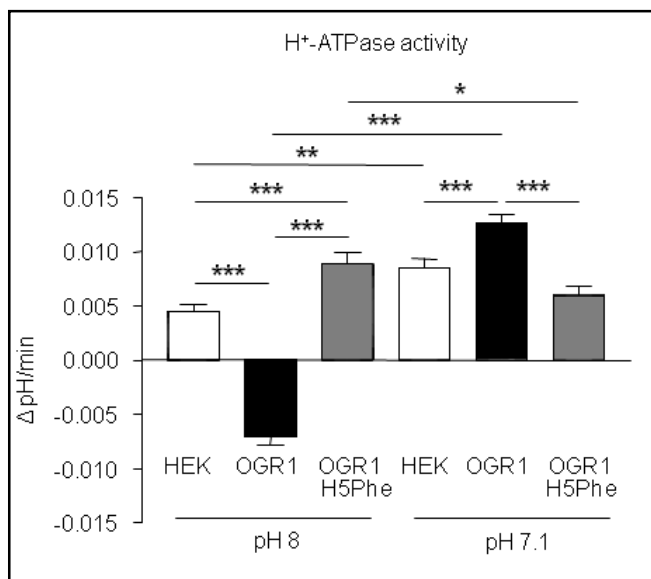 H⁺-ATPase activity
*
***
**
*** *** ***
***
***
0.015
0.010
0.005
0.000
-0.005
-0.010
-0.015
ΔpH/min
HEK OGR1 OGR1 H5Phe HEK OGR1 OGR1 H5Phe
pH 8 pH 7.1